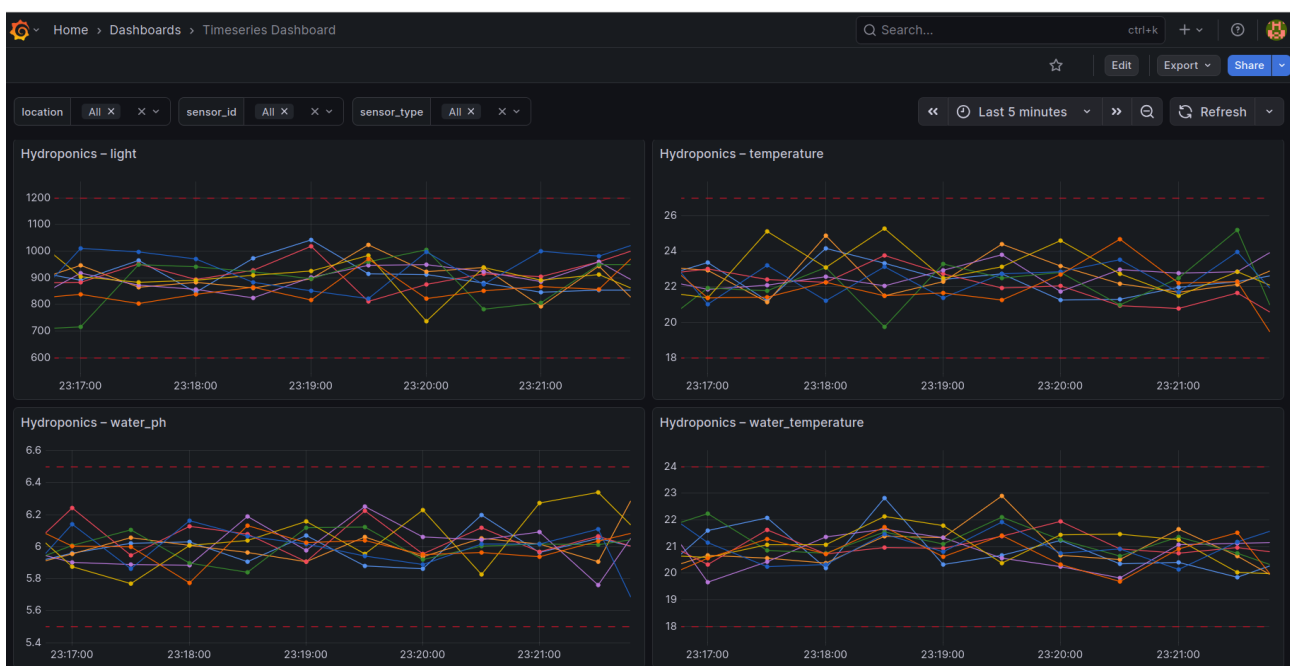 Home › Dashboards › Timeseries Dashboard
Search...
ctrl+k
Edit
Export
Share
location All
sensor_id All
sensor_type All
Last 5 minutes
Refresh
Hydroponics – light
1200
1100
1000
900
800
700
600
23:17:00 23:18:00 23:19:00 23:20:00 23:21:00
Hydroponics – temperature
26
24
22
20
18
23:17:00 23:18:00 23:19:00 23:20:00 23:21:00
Hydroponics – water_ph
6.6
6.4
6.2
6
5.8
5.6
5.4
23:17:00 23:18:00 23:19:00 23:20:00 23:21:00
Hydroponics – water_temperature
24
23
22
21
20
19
18
23:17:00 23:18:00 23:19:00 23:20:00 23:21:00